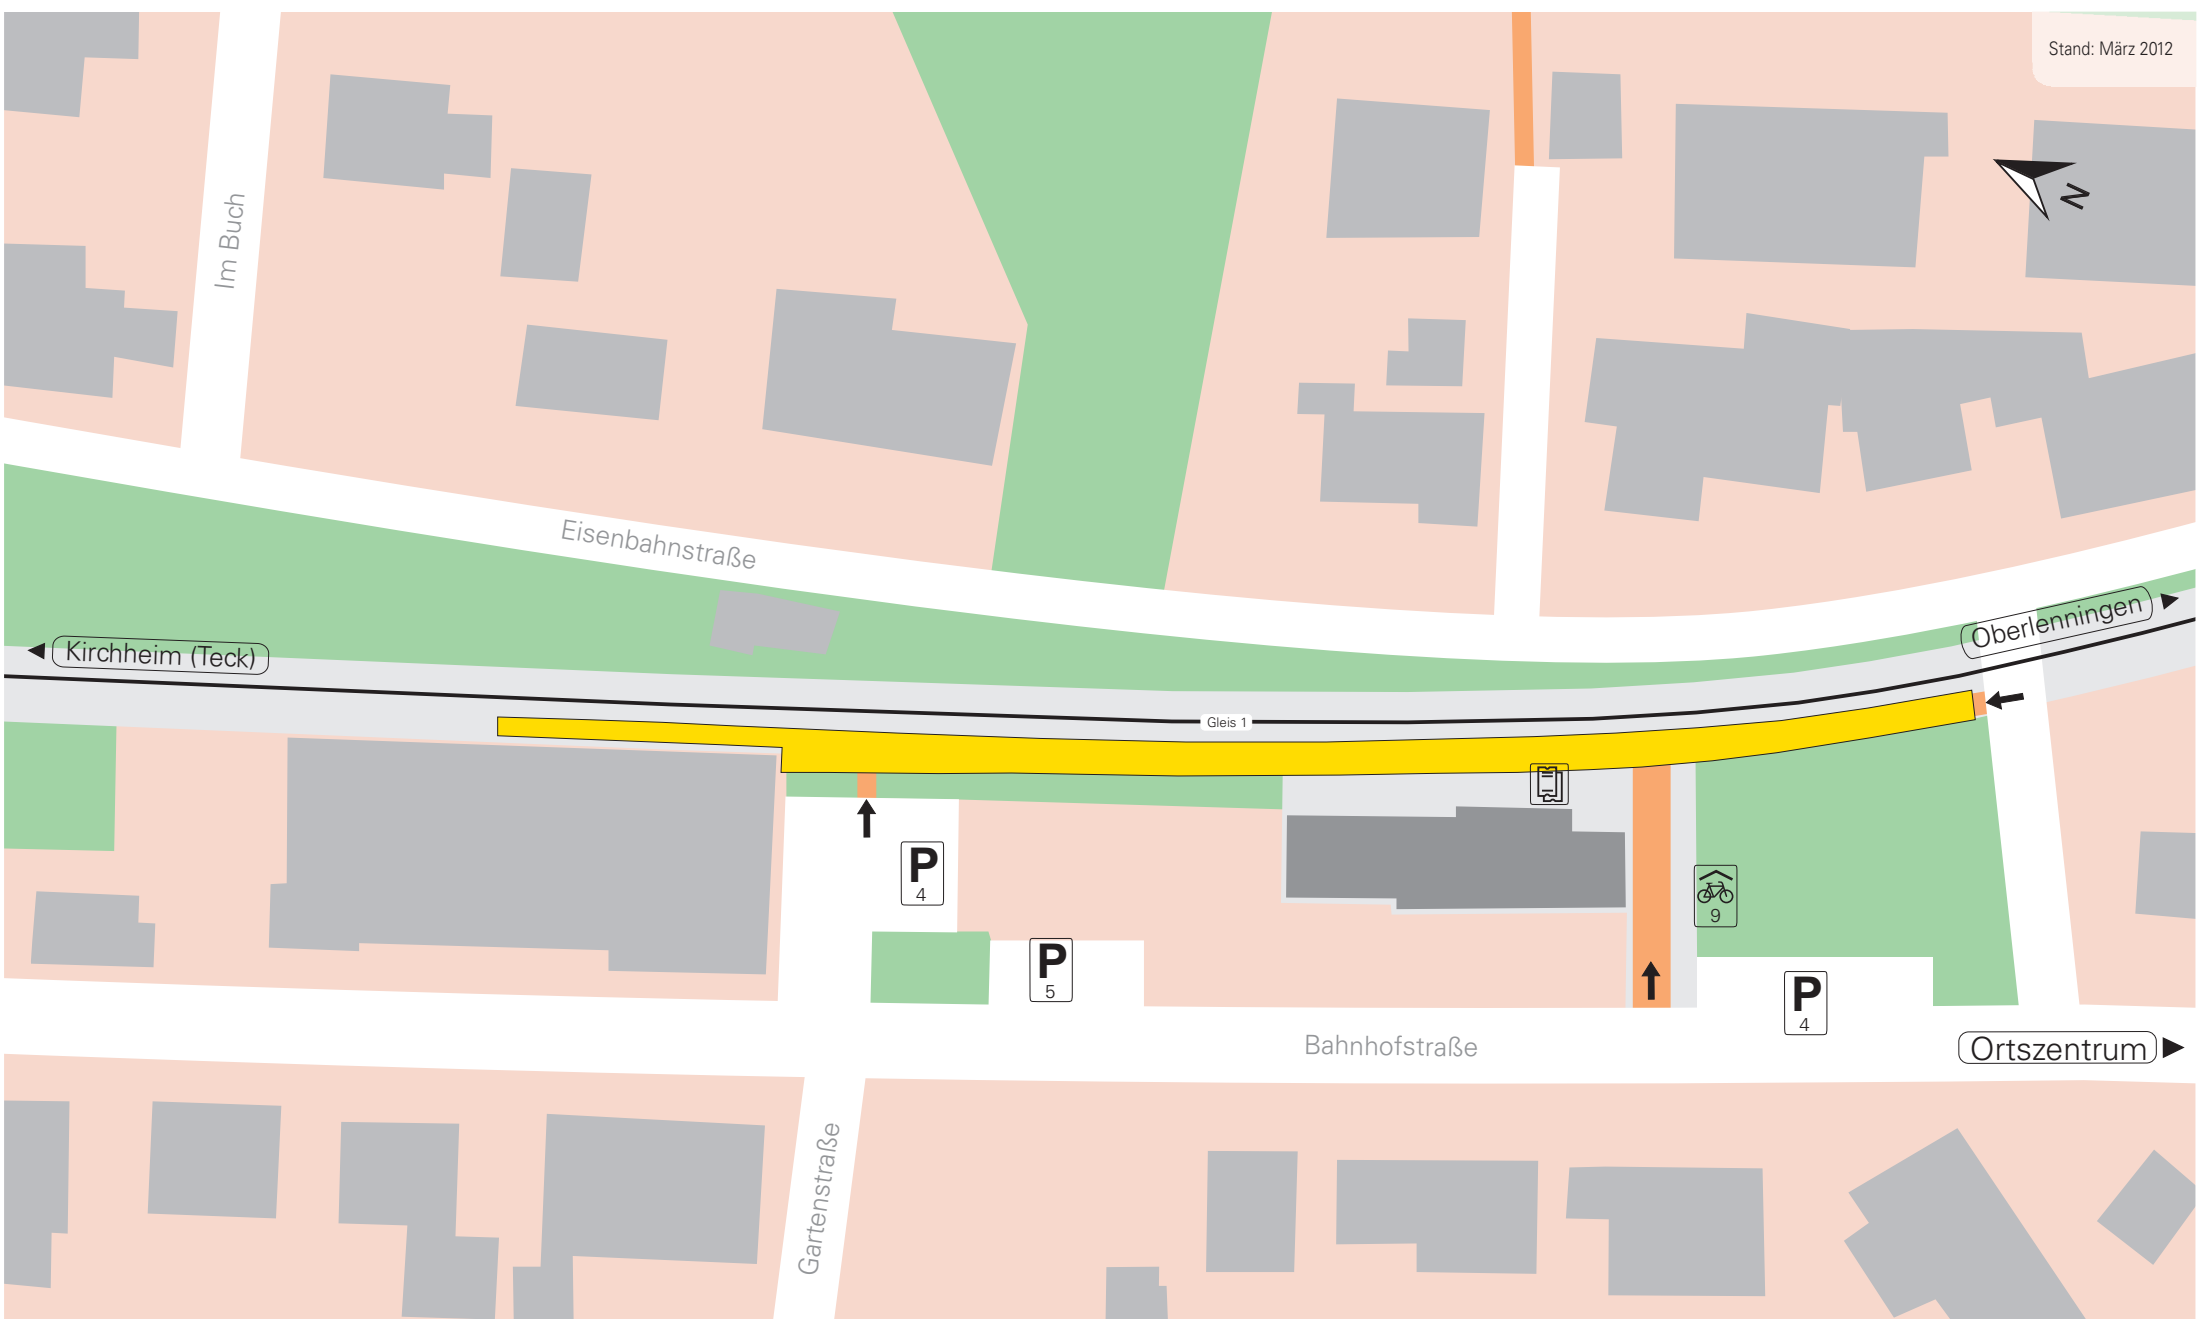 Stand: März 2012
N
Im Buch
Eisenbahnstraße
Oberlenningen
Kirchheim (Teck)
Gleis 1
P
4
9
P
5
P
4
Bahnhofstraße
Ortszentrum
Gartenstraße